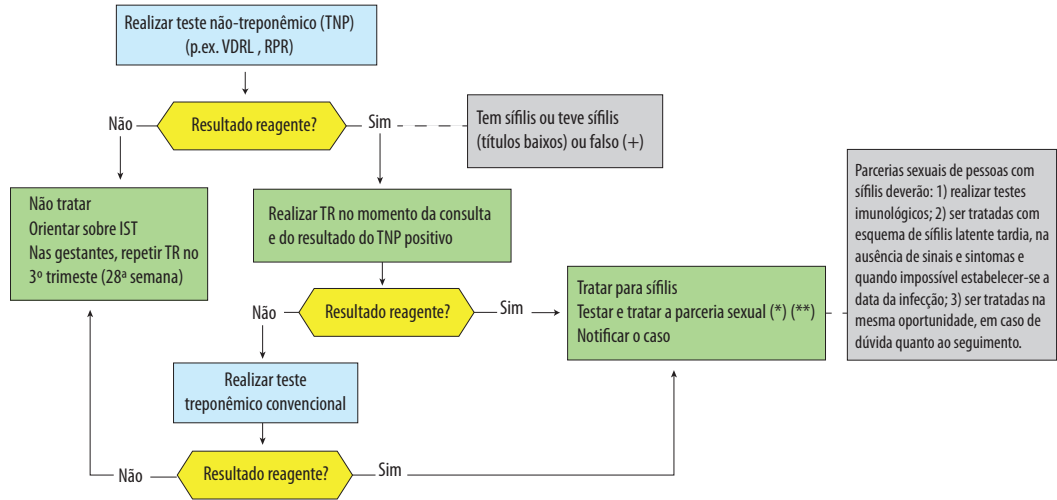 Realizar teste não-treponêmico (TNP)
(p.ex. VDRL , RPR)
Não
Resultado reagente?
Sim
Tem sífilis ou teve sífilis
(títulos baixos) ou falso (+)
Não tratar
Orientar sobre IST
Nas gestantes, repetir TR no
3º trimeste (28ª semana)
Realizar TR no momento da consulta
e do resultado do TNP positivo
Parcerias sexuais de pessoas com
sífilis deverão: 1) realizar testes
imunológicos; 2) ser tratadas com
esquema de sífilis latente tardia, na
ausência de sinais e sintomas e
quando impossível estabelecer-se a
data da infecção; 3) ser tratadas na
mesma oportunidade, em caso de
dúvida quanto ao seguimento.
Não
Resultado reagente?
Sim
Tratar para sífilis
Testar e tratar a parceria sexual (*) (**)
Notificar o caso
Realizar teste
treponêmico convencional
Não
Resultado reagente?
Sim